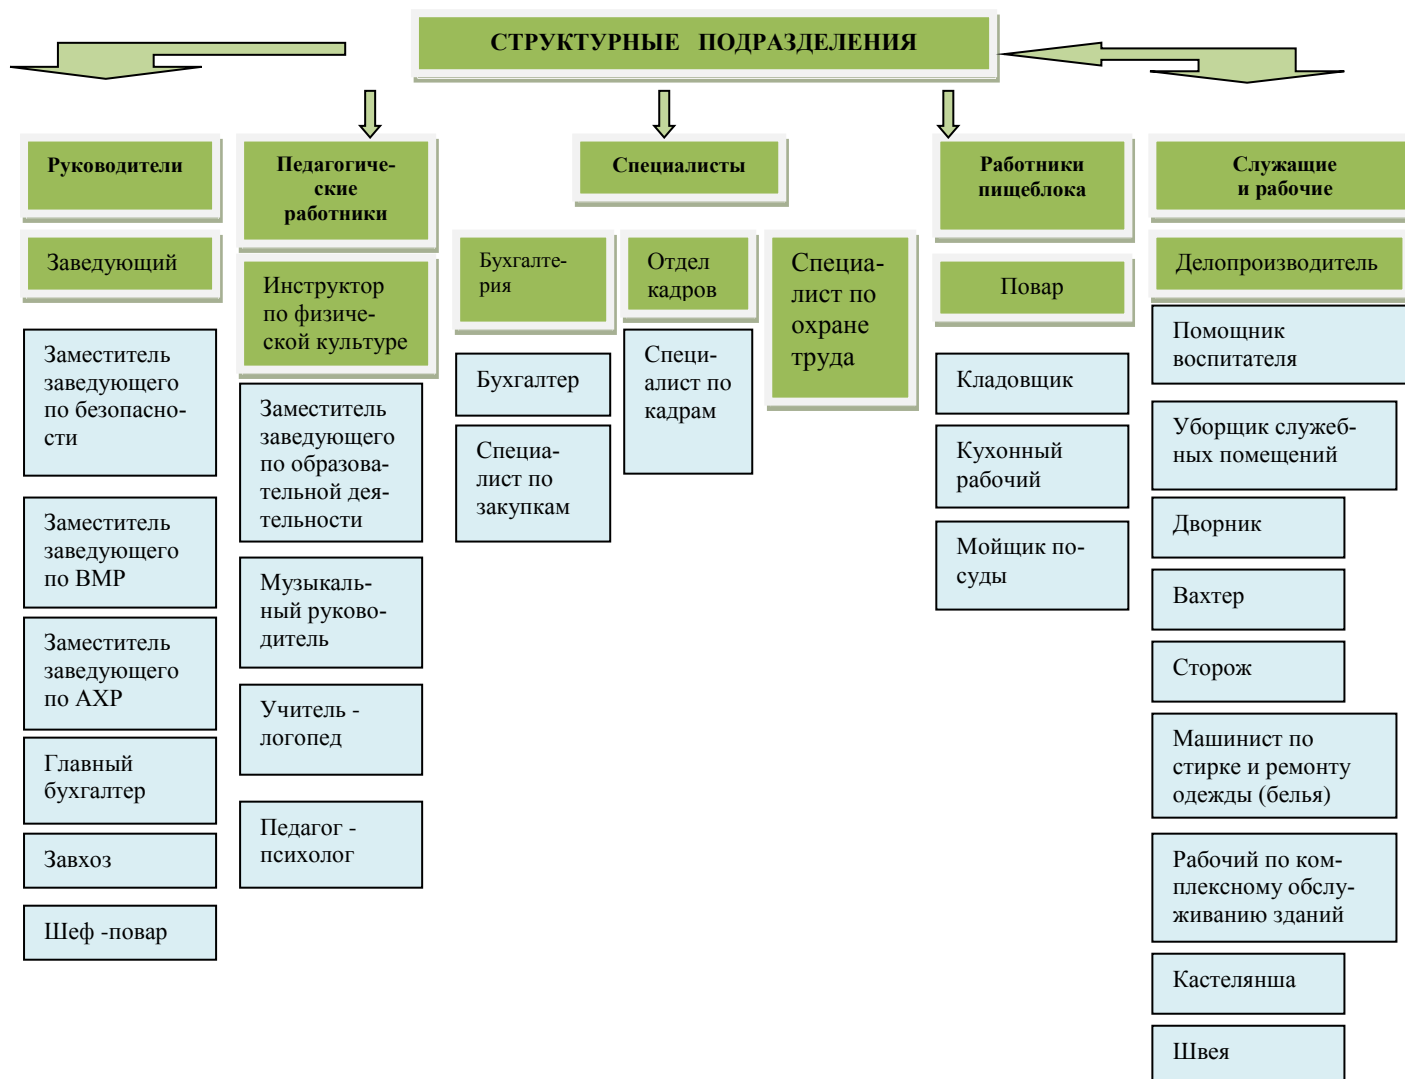 СТРУКТУРНЫЕ ПОДРАЗДЕЛЕНИЯ
Руководители
Заведующий
Заместитель
заведующего
по безопасно-
сти
Заместитель
заведующего
по ВМР
Заместитель
заведующего
по АХР
Главный
бухгалтер
Завхоз
Шеф -повар
Педагогиче-
ские
работники
Инструктор
по физиче-
ской культуре
Заместитель
заведующего
по образова-
тельной дея-
тельности
Музыкаль-
ный руково-
дитель
Учитель -
логопед
Педагог -
психолог
Специалисты
Бухгалте-
рия
Бухгалтер
Специа-
лист по
закупкам
Отдел
кадров
Специ-
алист по
кадрам
Специа-
лист по
охране
труда
Работники
пищеблока
Повар
Кладовщик
Кухонный
рабочий
Мойщик по-
суды
Служащие
и рабочие
Делопроизводитель
Помощник
воспитателя
Уборщик служеб-
ных помещений
Дворник
Вахтер
Сторож
Машинист по
стирке и ремонту
одежды (белья)
Рабочий по ком-
плексному обслу-
живанию зданий
Кастелянша
Швея